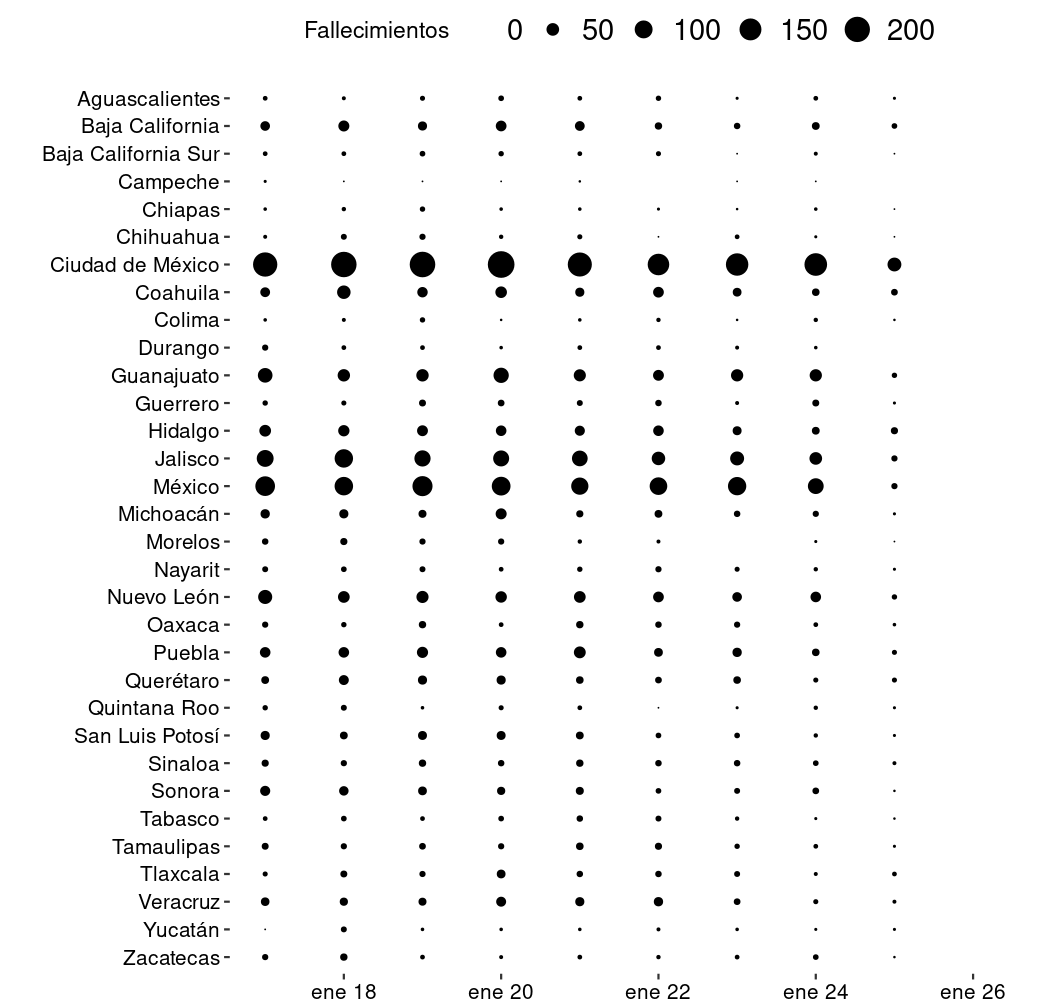 Fallecimientos 0 50 100 150 200
Aguascalientes
Baja California
Baja California Sur
Campeche
Chiapas
Chihuahua
Ciudad de México
Coahuila
Colima
Durango
Guanajuato
Guerrero
Hidalgo
Jalisco
México
Michoacán
Morelos
Nayarit
Nuevo León
Oaxaca
Puebla
Querétaro
Quintana Roo
San Luis Potosí
Sinaloa
Sonora
Tabasco
Tamaulipas
Tlaxcala
Veracruz
Yucatán
Zacatecas
ene 18 ene 20 ene 22 ene 24 ene 26